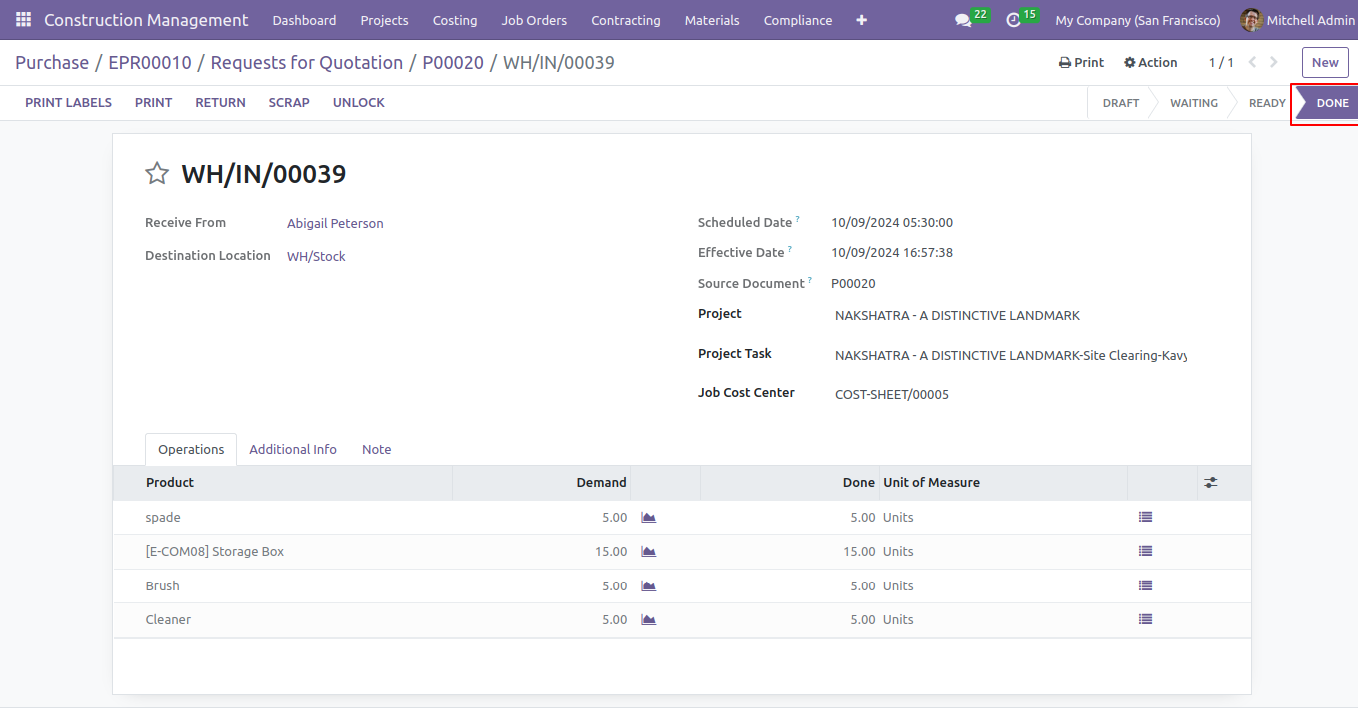 Construction Management Dashboard Projects Costing Job Orders Contracting Materials Compliance 22 15 My Company (San Francisco) Mitchell Admin
Purchase / EPR00010 / Requests for Quotation / P00020 / WH/IN/00039 Print Action 1 / 1 New
PRINT LABELS PRINT RETURN SCRAP UNLOCK DRAFT WAITING READY DONE
WH/IN/00039
Receive From Abigail Peterson
Destination Location WH/Stock
Scheduled Date ? 10/09/2024 05:30:00
Effective Date ? 10/09/2024 16:57:38
Source Document ? P00020
Project NAKSHATRA - A DISTINCTIVE LANDMARK
Project Task NAKSHATRA - A DISTINCTIVE LANDMARK-Site Clearing-Kavy
Job Cost Center COST-SHEET/00005
Operations Additional Info Note
Product Demand Done Unit of Measure
spade 5.00 5.00 Units
[E-COM08] Storage Box 15.00 15.00 Units
Brush 5.00 5.00 Units
Cleaner 5.00 5.00 Units